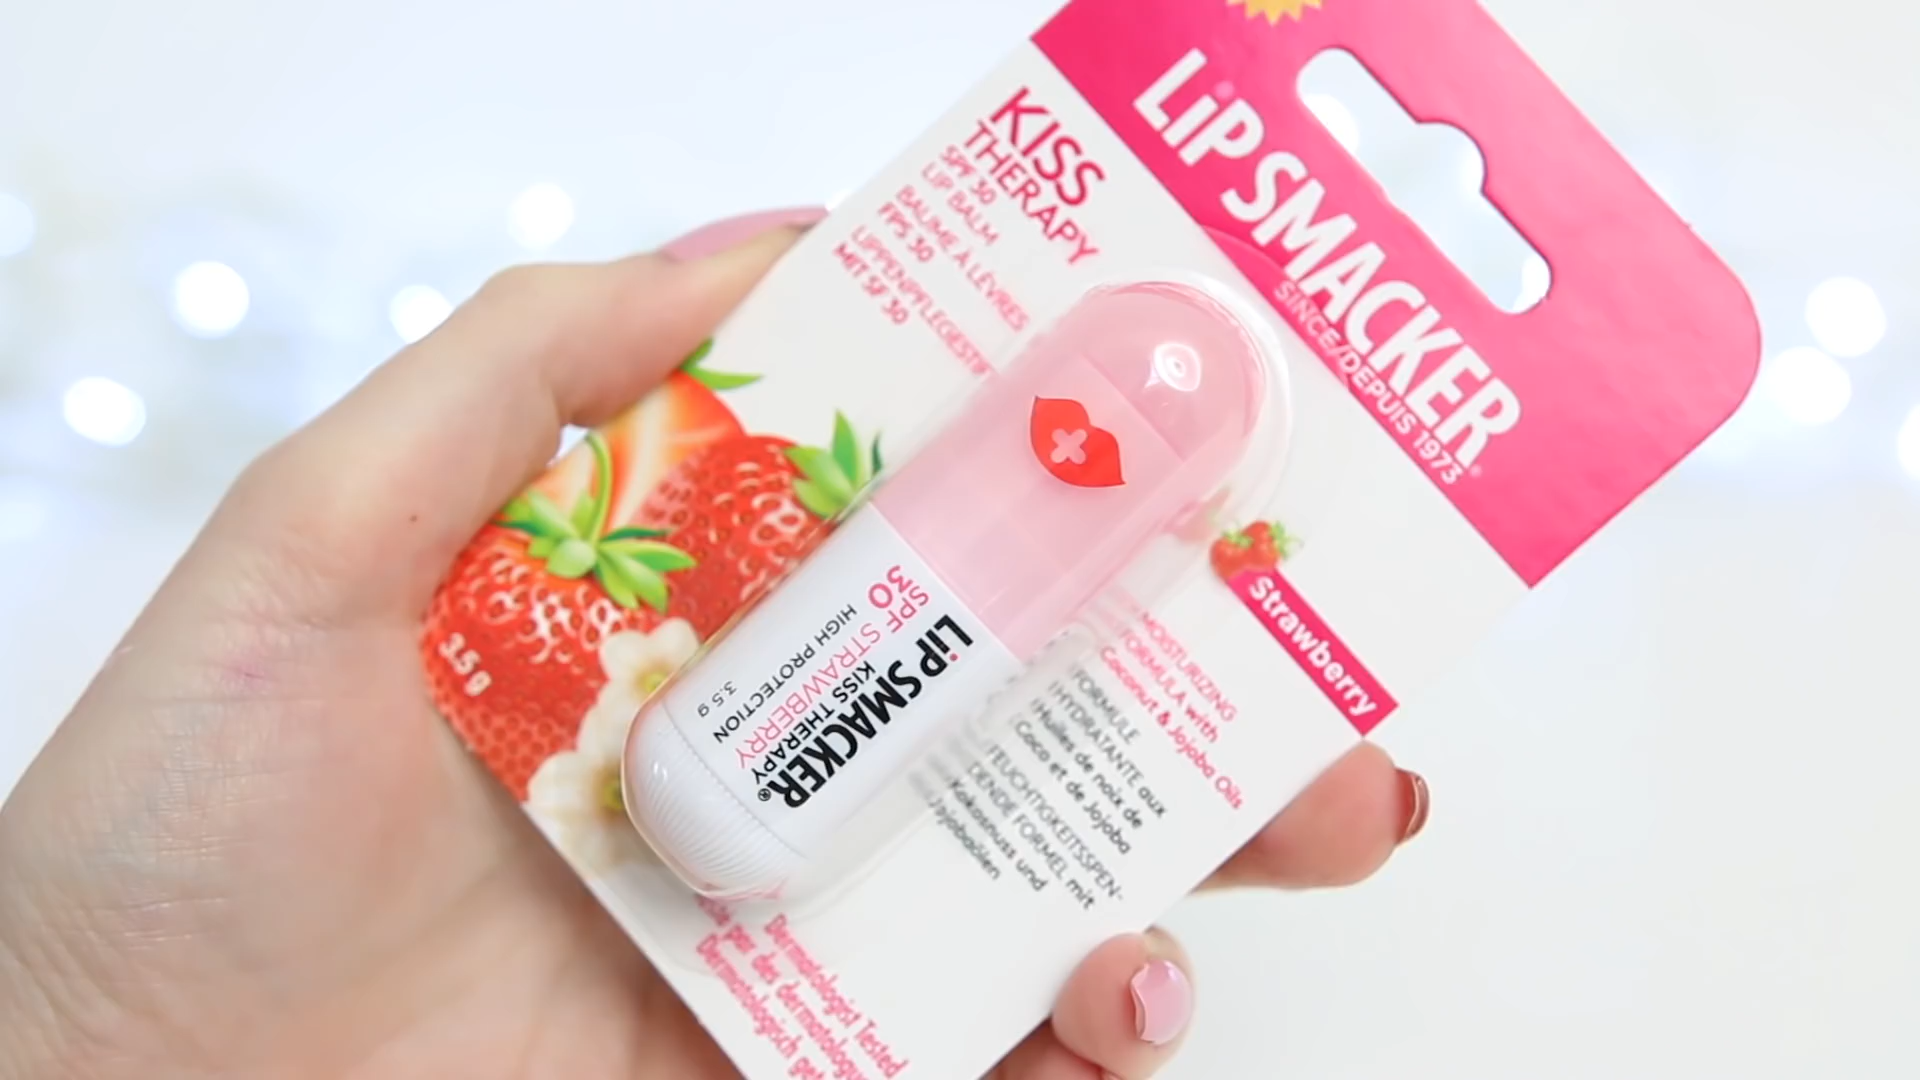 LiP SMACKER®
SINCE/DEPUIS 1973
KISS
THERAPY
SPF 30
LIP BALM
BAUME À LÈVRES
FPS 30
MIT SF 30
Strawberry
MOISTURIZING
FORMULA with
Coconut & Jojoba Oils
FORMULE
HYDRATANTE aux
Huiles de noix de
Coco et de Jojoba
FEUCHTIGKEITSSPEN-
DENDE FORMEL mit
Kokosnuss und
Jojobaölen
LiP SMACKER®
KISS THERAPY
SPF STRAWBERRY
30
HIGH PROTECTION
3.5 g
3.5 g
Dermatologist Tested
par des
Dermatologisch